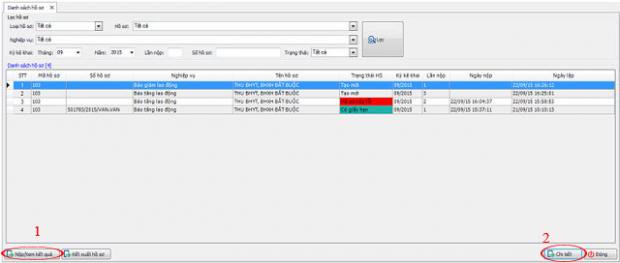 Danh sách hồ sơ
Lọc hồ sơ
Loại hồ sơ: Tất cả Hồ sơ: Tất cả
Nghiệp vụ: Tất cả Lọc
Kỳ kê khai: Tháng: 09 Năm: 2015 Lần nộp: Số hồ sơ: Trạng thái: Tất cả
Danh sách hồ sơ [4]
STT Mã hồ sơ Số hồ sơ Nghiệp vụ Tên hồ sơ Trạng thái HS Kỳ kê khai Lần nộp Ngày nộp Ngày lập
1 103 Báo giảm lao động THU BHYT, BHXH BẮT BUỘC Tạo mới 09/2015 1 22/09/15 16:26:32
2 103 Báo tăng lao động THU BHYT, BHXH BẮT BUỘC Tạo mới 09/2015 3 22/09/15 16:25:01
3 103 Báo tăng lao động THU BHYT, BHXH BẮT BUỘC 09/2015 2 22/09/15 16:04:37 22/09/15 15:58:53
4 103 501783/2015/VAN.VAN Báo tăng lao động THU BHYT, BHXH BẮT BUỘC Có giấy hẹn 09/2015 1 22/09/15 15:37:11 21/09/15 10:10:13
1 2
Nộp/xem kết quả Kết xuất hồ sơ Chi tiết Đóng